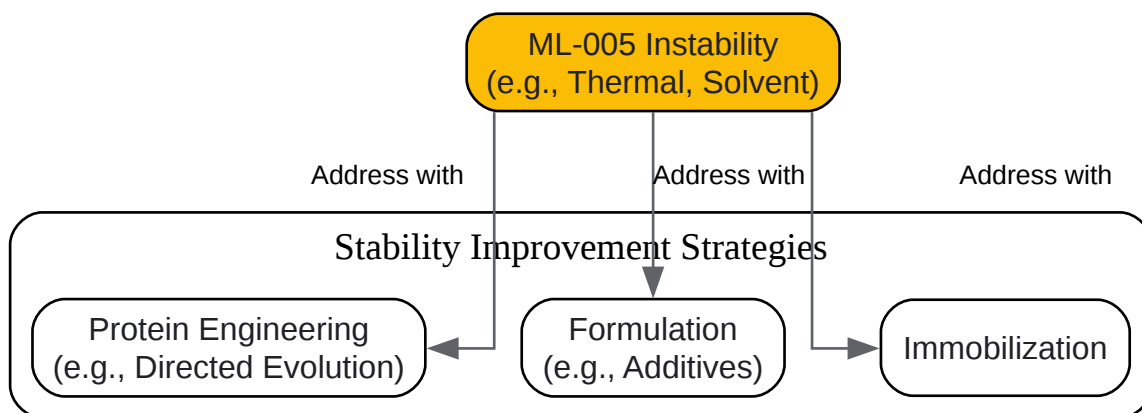 ML-005 Instability
(e.g., Thermal, Solvent)
Address with
Address with
Address with
Stability Improvement Strategies
Protein Engineering
(e.g., Directed Evolution)
Formulation
(e.g., Additives)
Immobilization